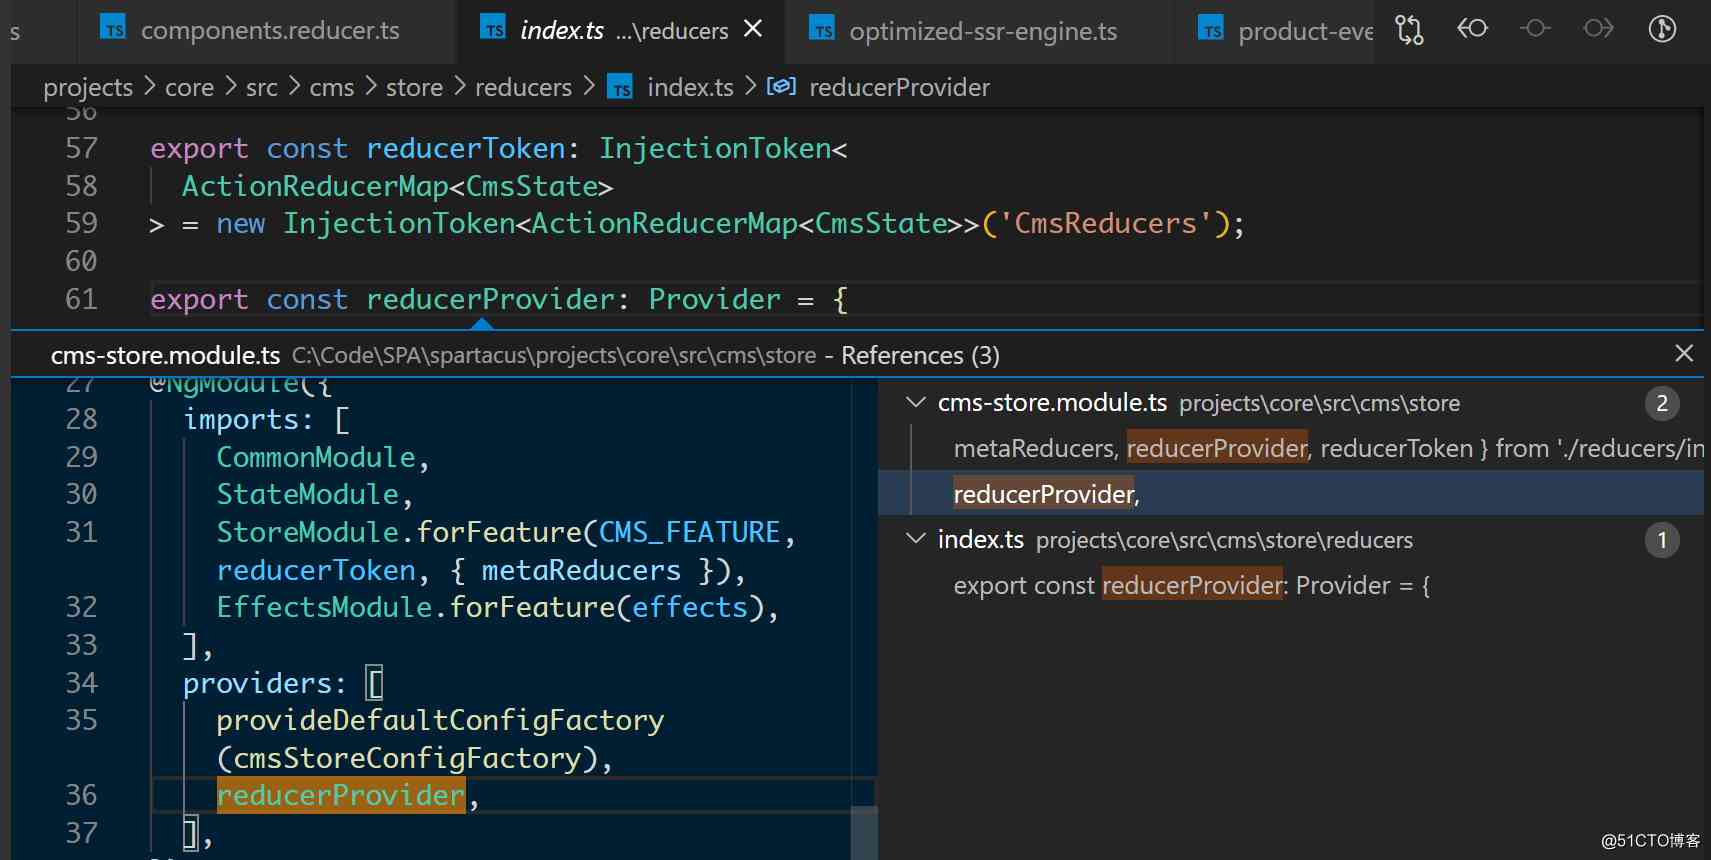 s
TS components.reducer.ts
TS index.ts ...\reducers
TS optimized-ssr-engine.ts
TS product-eve
projects > core > src > cms > store > reducers > TS index.ts > reducerProvider
56
57 export const reducerToken: InjectionToken<
58 ActionReducerMap<CmsState>
59 > = new InjectionToken<ActionReducerMap<CmsState>>('CmsReducers');
60
61 export const reducerProvider: Provider = {
cms-store.module.ts C:\Code\SPA\spartacus\projects\core\src\cms\store - References (3)
27 @NgModule({
28 imports: [
29 CommonModule,
30 StateModule,
31 StoreModule.forFeature(CMS_FEATURE,
reducerToken, { metaReducers }),
32 EffectsModule.forFeature(effects),
33 ],
34 providers: [
35 provideDefaultConfigFactory
(cmsStoreConfigFactory),
36 reducerProvider,
37 ],
cms-store.module.ts projects\core\src\cms\store 2
metaReducers, reducerProvider, reducerToken } from './reducers/in
reducerProvider,
index.ts projects\core\src\cms\store\reducers 1
export const reducerProvider: Provider = {
@51CTO博客